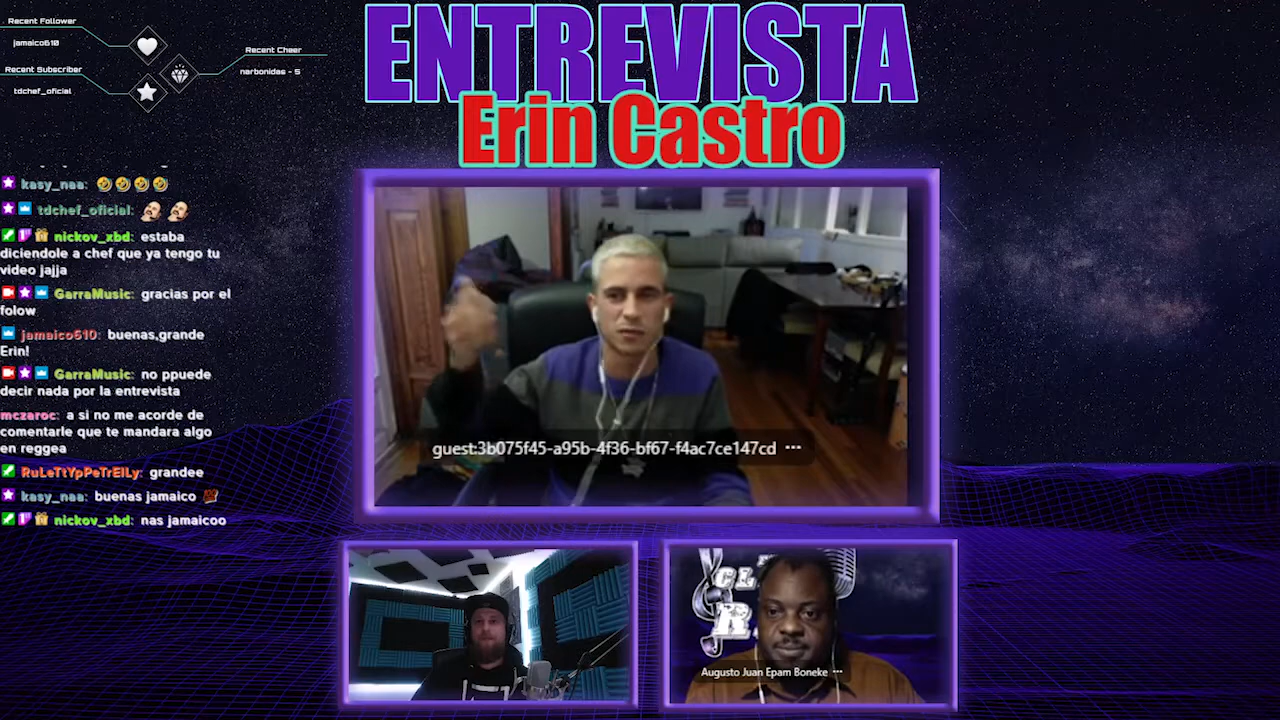 Recent Follower
jamaico610
Recent Subscriber
tdchef_oficial
Recent Cheer
narbonidas - 5
ENTREVISTA
Erin Castro
kasy_naa:
tdchef_oficial:
nickov_xbd: estaba
diciendole a chef que ya tengo tu
video jajja
GarraMusic: gracias por el
folow
jamaico610: buenas,grande
Erin!
GarraMusic: no ppuede
decir nada por la entrevista
mczaroc: a si no me acorde de
comentarle que te mandara algo
en reggea
RuLeTtYpPeTrEILy: grandee
kasy_naa: buenas jamaico
nickov_xbd: nas jamaicoo
guest:3b075f45-a95b-4f36-bf67-f4ac7ce147cd ...
Augusto Juan Epam Boneke ...